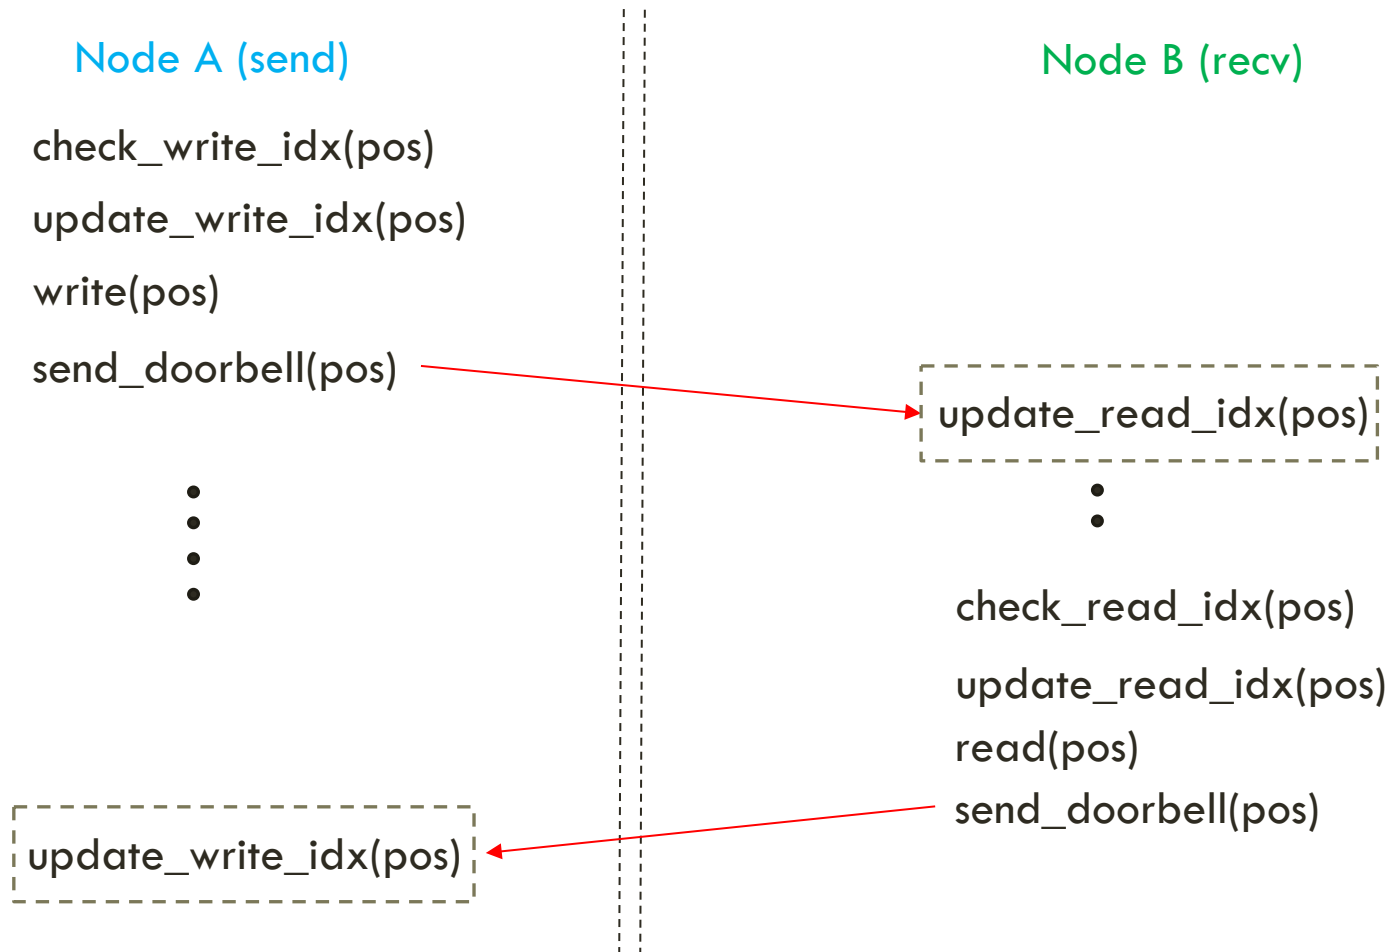 Node A (send)
check_write_idx(pos)
update_write_idx(pos)
write(pos)
send_doorbell(pos)
update_write_idx(pos)
Node B (recv)
update_read_idx(pos)
check_read_idx(pos)
update_read_idx(pos)
read(pos)
send_doorbell(pos)